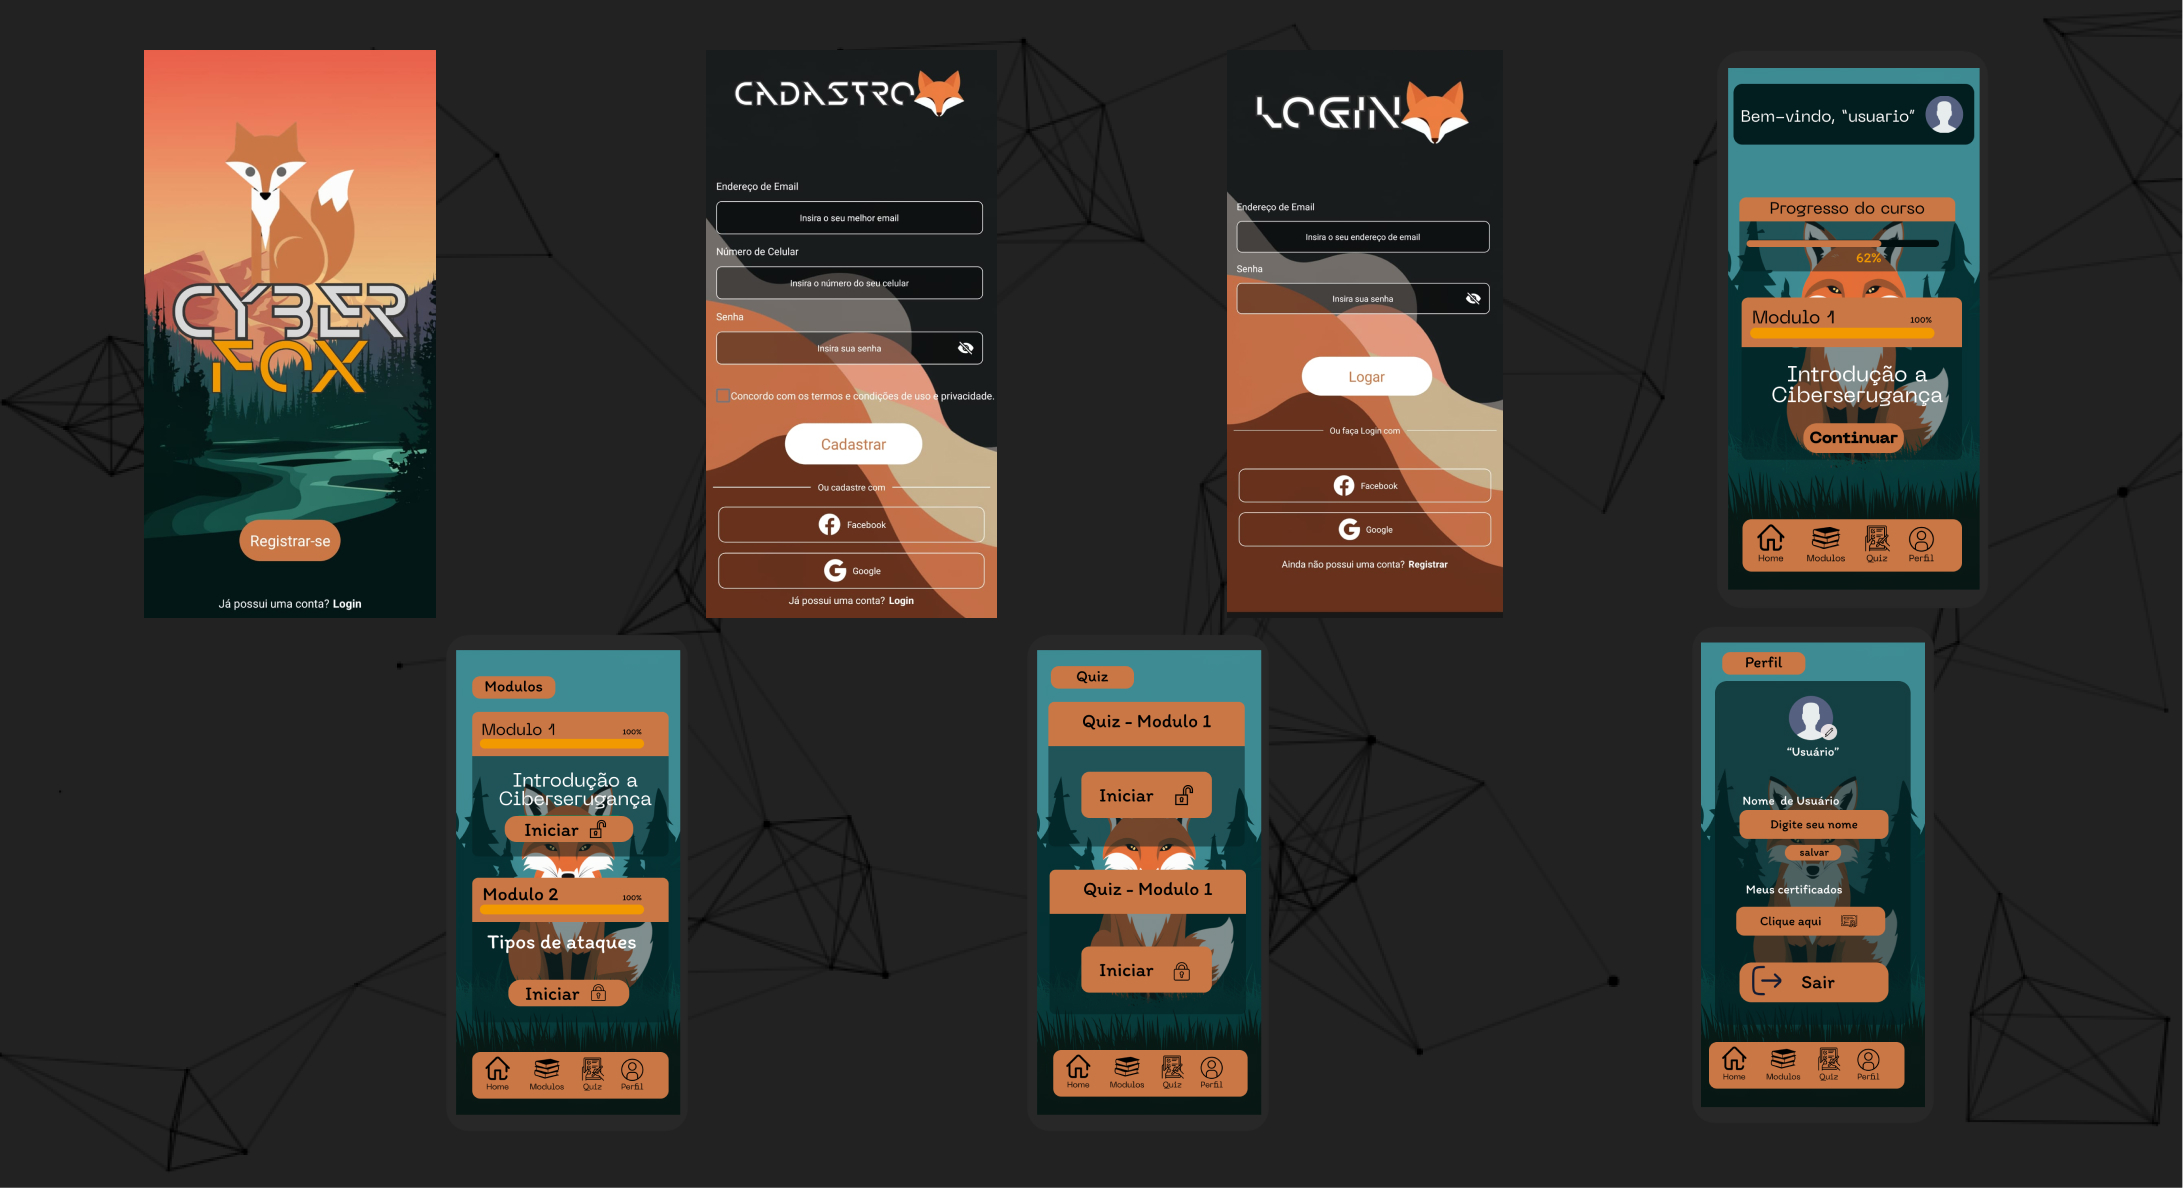 CYBER
FOX
Registrar-se
Já possui uma conta? Login
CADASTRO
Endereço de Email
Insira o seu melhor email
Número de Celular
Insira o número do seu celular
Senha
Insira sua senha
Concordo com os termos e condições de uso e privacidade.
Cadastrar
Ou cadastre com
Facebook
Google
Já possui uma conta? Login
LOGIN
Endereço de Email
Insira o seu endereço de email
Senha
Insira sua senha
Logar
Ou faça Login com
Facebook
Google
Ainda não possui uma conta? Registrar
Bem-vindo, "usuario"
Progresso do curso
62%
Modulo 1 100%
Introdução a
Ciberserugança
Continuar
Home Modulos Quiz Perfil
Modulos
Modulo 1 100%
Introdução a
Ciberserugança
Iniciar
Modulo 2 100%
Tipos de ataques
Iniciar
Home Modulos Quiz Perfil
Quiz
Quiz - Modulo 1
Iniciar
Quiz - Modulo 1
Iniciar
Home Modulos Quiz Perfil
Perfil
"Usuário"
Nome de Usuário
Digite seu nome
salvar
Meus certificados
Clique aqui
Sair
Home Modulos Quiz Perfil